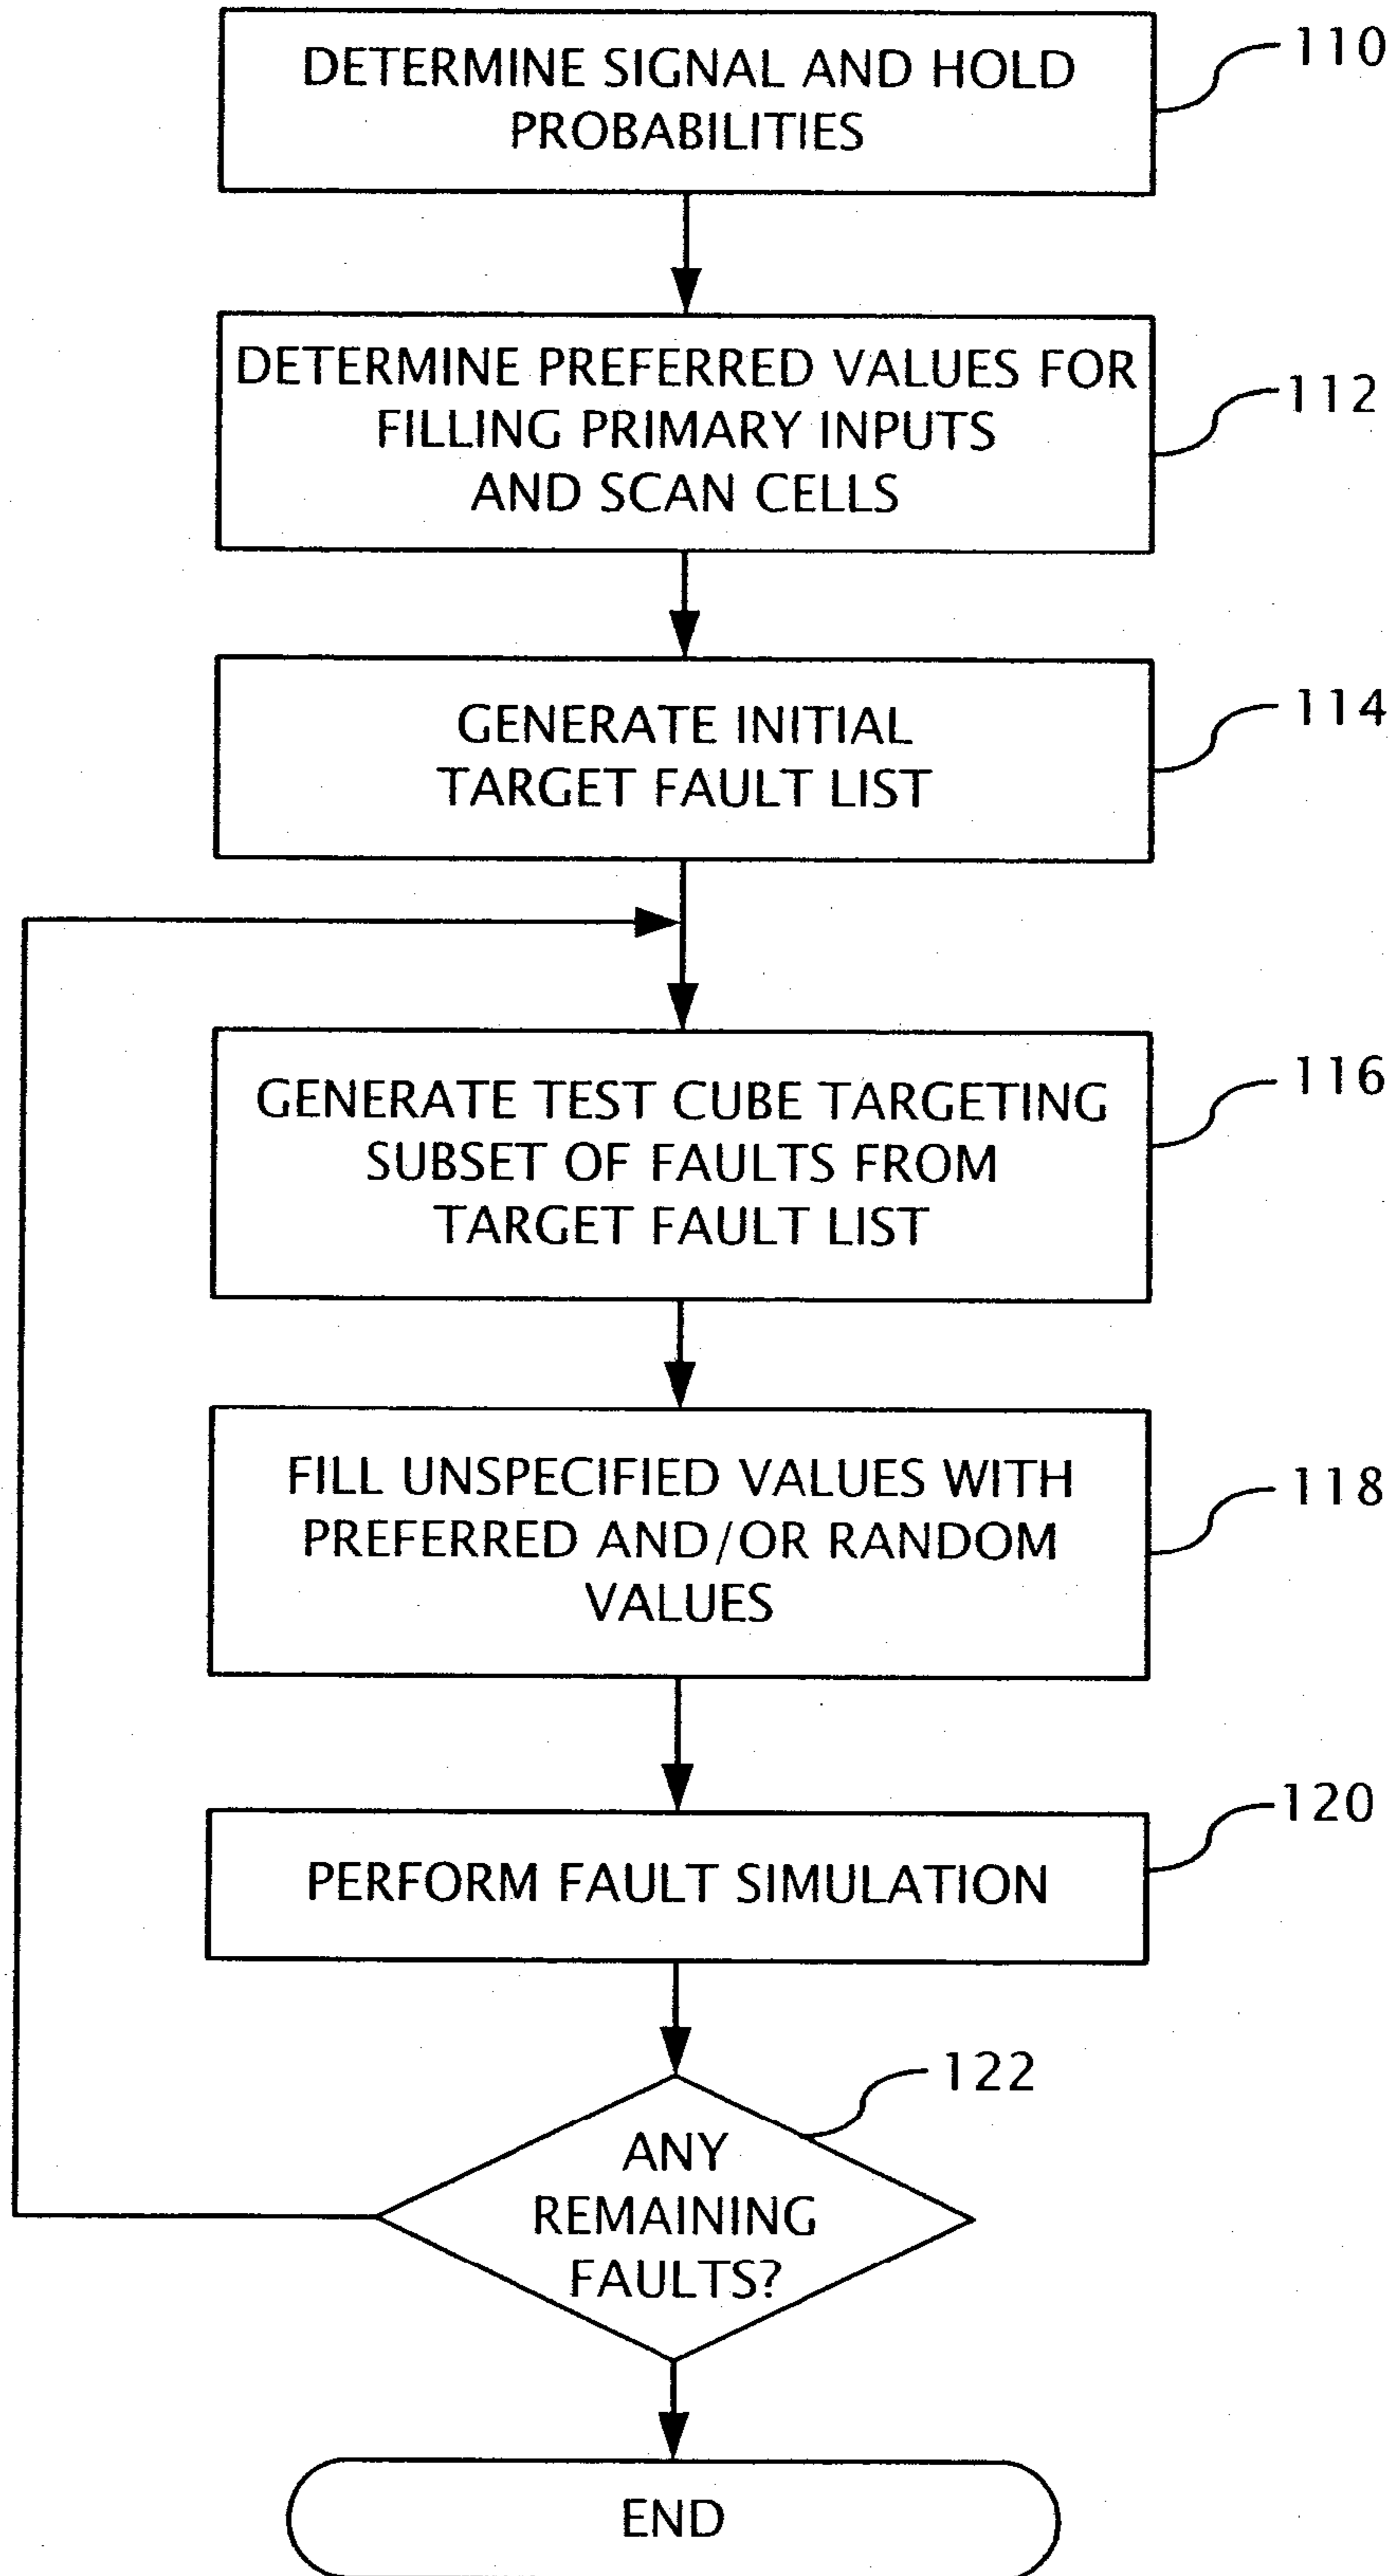 DETERMINE SIGNAL AND HOLD
PROBABILITIES
110
DETERMINE PREFERRED VALUES FOR
FILLING PRIMARY INPUTS
AND SCAN CELLS
112
GENERATE INITIAL
TARGET FAULT LIST
114
GENERATE TEST CUBE TARGETING
SUBSET OF FAULTS FROM
TARGET FAULT LIST
116
FILL UNSPECIFIED VALUES WITH
PREFERRED AND/OR RANDOM
VALUES
118
PERFORM FAULT SIMULATION
120
ANY
REMAINING
FAULTS?
122
END